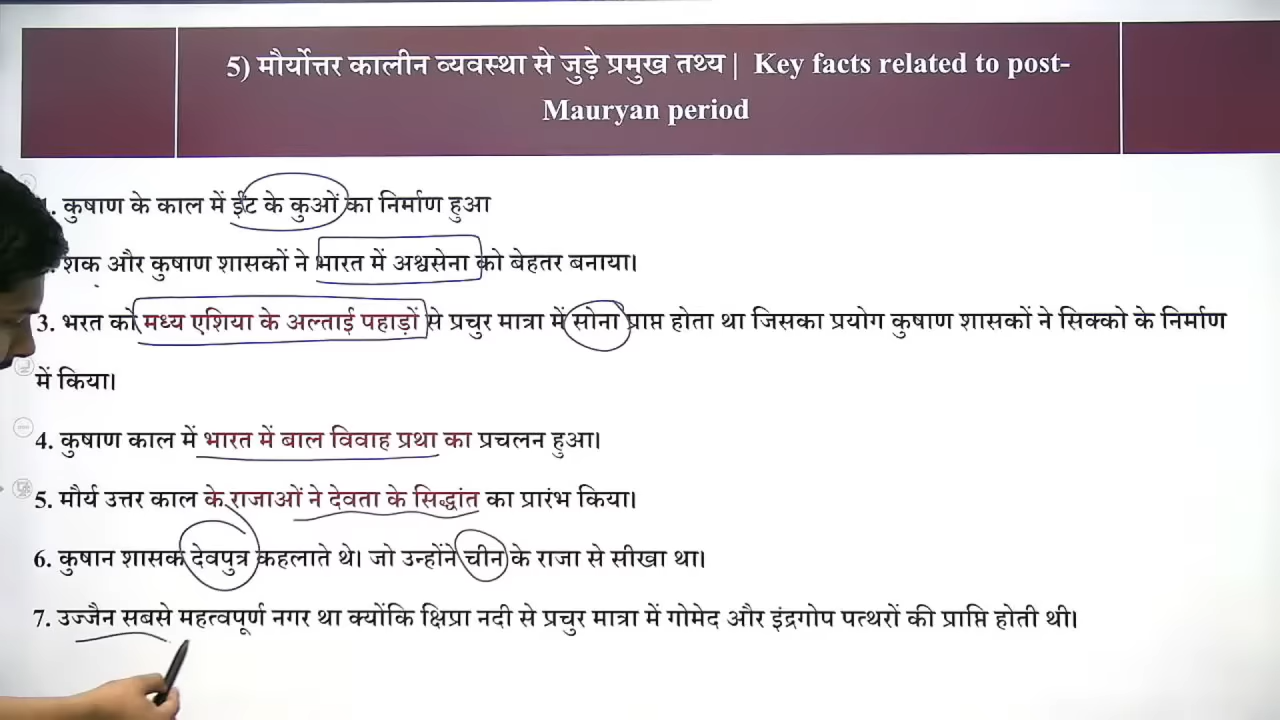 5) मौर्योत्तर कालीन व्यवस्था से जुड़े प्रमुख तथ्य | Key facts related to post-
Mauryan period
1. कुषाण के काल में ईंट के कुओं का निर्माण हुआ
शक और कुषाण शासकों ने भारत में अश्वसेना को बेहतर बनाया।
3. भरत को मध्य एशिया के अल्ताई पहाड़ों से प्रचुर मात्रा में सोना प्राप्त होता था जिसका प्रयोग कुषाण शासकों ने सिक्को के निर्माण
में किया।
4. कुषाण काल में भारत में बाल विवाह प्रथा का प्रचलन हुआ।
5. मौर्य उत्तर काल के राजाओं ने देवता के सिद्धांत का प्रारंभ किया।
6. कुषान शासक देवपुत्र कहलाते थे। जो उन्होंने चीन के राजा से सीखा था।
7. उज्जैन सबसे महत्वपूर्ण नगर था क्योंकि क्षिप्रा नदी से प्रचुर मात्रा में गोमेद और इंद्रगोप पत्थरों की प्राप्ति होती थी।